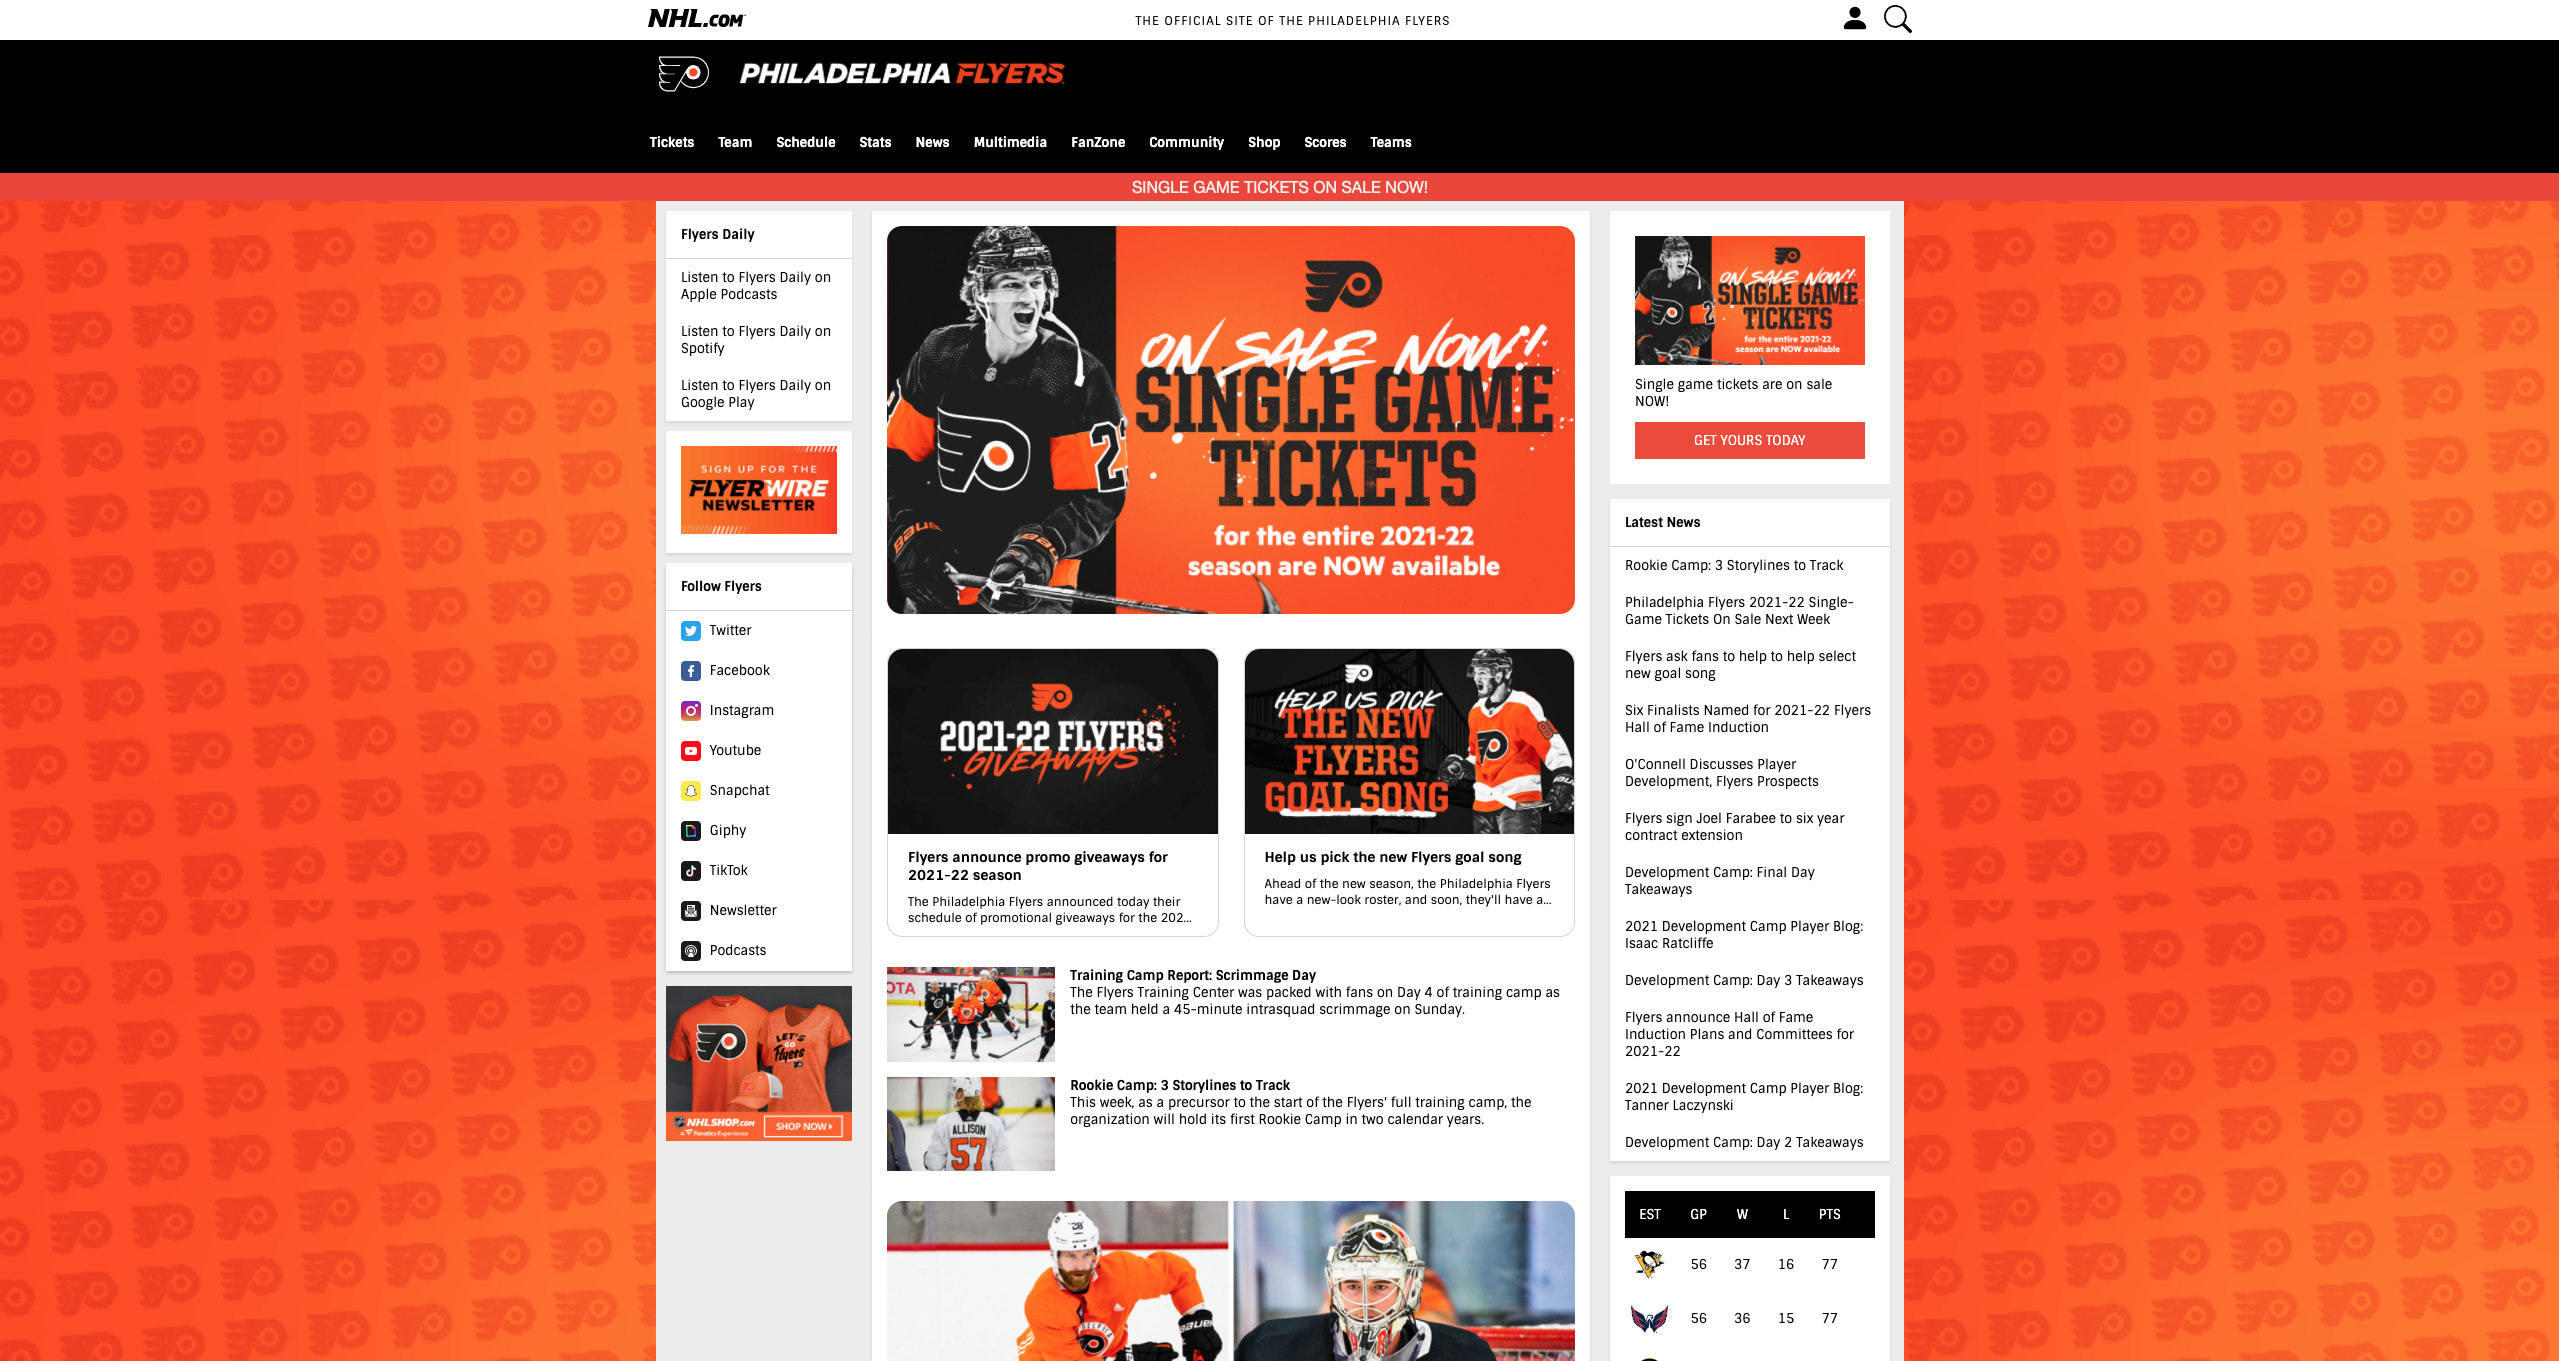 NHL.COM
THE OFFICIAL SITE OF THE PHILADELPHIA FLYERS
PHILADELPHIA FLYERS
Tickets Team Schedule Stats News Multimedia FanZone Community Shop Scores Teams
SINGLE GAME TICKETS ON SALE NOW!
Flyers Daily
Listen to Flyers Daily on
Apple Podcasts
Listen to Flyers Daily on
Spotify
Listen to Flyers Daily on
Google Play
SIGN UP FOR THE
FLYERWIRE
NEWSLETTER
Follow Flyers
Twitter
Facebook
Instagram
Youtube
Snapchat
Giphy
TikTok
Newsletter
Podcasts
LET'S
GO
Flyers
NHLSHOP.COM
A Fanatics Experience
SHOP NOW
BAUER
2
BAUE
BAUE
ON SALE NOW!
SINGLE GAME
TICKETS
for the entire 2021-22
season are NOW available
2021-22 FLYERS
GIVEAWAYS
Flyers announce promo giveaways for
2021-22 season
The Philadelphia Flyers announced today their
schedule of promotional giveaways for the 202...
HELP US PICK
THE NEW
FLYERS
GOAL SONG
Help us pick the new Flyers goal song
Ahead of the new season, the Philadelphia Flyers
have a new-look roster, and soon, they'll have a...
Training Camp Report: Scrimmage Day
The Flyers Training Center was packed with fans on Day 4 of training camp as
the team held a 45-minute intrasquad scrimmage on Sunday.
ALLISON
57
Rookie Camp: 3 Storylines to Track
This week, as a precursor to the start of the Flyers' full training camp, the
organization will hold its first Rookie Camp in two calendar years.
28
BAUER
ON SALE NOW!
SINGLE GAME
TICKETS
for the entire 2021-22
season are NOW available
Single game tickets are on sale
NOW!
GET YOURS TODAY
Latest News
Rookie Camp: 3 Storylines to Track
Philadelphia Flyers 2021-22 Single-
Game Tickets On Sale Next Week
Flyers ask fans to help to help select
new goal song
Six Finalists Named for 2021-22 Flyers
Hall of Fame Induction
O'Connell Discusses Player
Development, Flyers Prospects
Flyers sign Joel Farabee to six year
contract extension
Development Camp: Final Day
Takeaways
2021 Development Camp Player Blog:
Isaac Ratcliffe
Development Camp: Day 3 Takeaways
Flyers announce Hall of Fame
Induction Plans and Committees for
2021-22
2021 Development Camp Player Blog:
Tanner Laczynski
Development Camp: Day 2 Takeaways
EST GP W L PTS
56 37 16 77
56 36 15 77